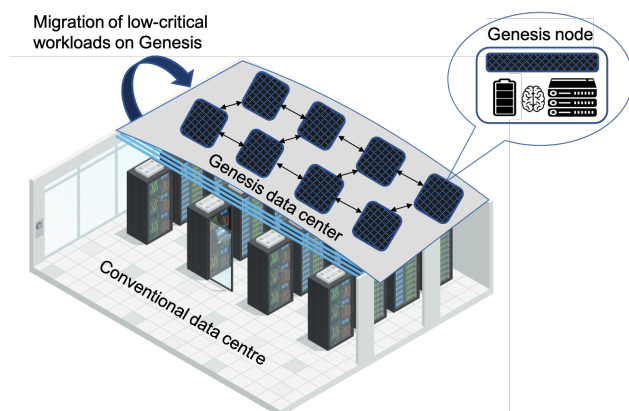 Migration of low-critical
workloads on Genesis
Genesis node
Genesis data center
Conventional data centre